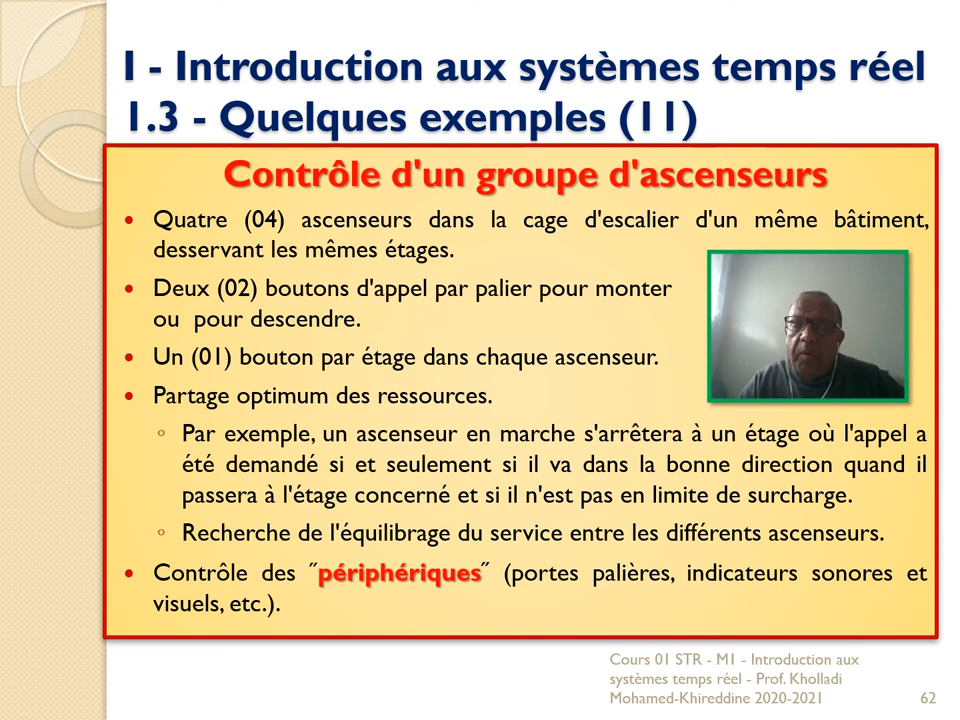 I - Introduction aux systèmes temps réel
1.3 - Quelques exemples (11)
Contrôle d'un groupe d'ascenseurs
• Quatre (04) ascenseurs dans la cage d'escalier d'un même bâtiment,
desservant les mêmes étages.
• Deux (02) boutons d'appel par palier pour monter
ou pour descendre.
• Un (01) bouton par étage dans chaque ascenseur.
• Partage optimum des ressources.
◦ Par exemple, un ascenseur en marche s'arrêtera à un étage où l'appel a
été demandé si et seulement si il va dans la bonne direction quand il
passera à l'étage concerné et si il n'est pas en limite de surcharge.
◦ Recherche de l'équilibrage du service entre les différents ascenseurs.
• Contrôle des ˝périphériques˝ (portes palières, indicateurs sonores et
visuels, etc.).
Cours 01 STR - M1 - Introduction aux
systèmes temps réel - Prof. Kholladi
Mohamed-Khireddine 2020-2021
62